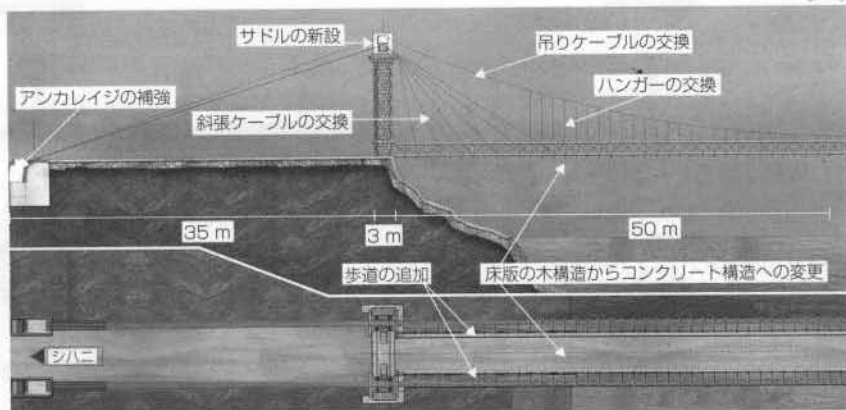 サドルの新設
吊りケーブルの交換
アンカレイジの補強
ハンガーの交換
斜張ケーブルの交換
35 m
3 m
50 m
歩道の追加
床版の木構造からコンクリート構造への変更
シハニ